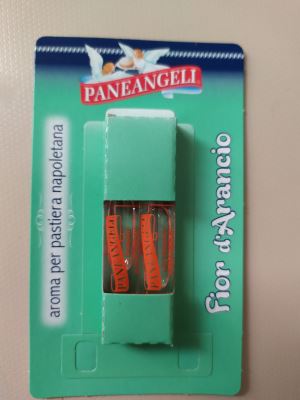 PANEANGELI
aroma per pastiera napoletana
Fior d'Arancio
PANEANGELI
PANEANGELI